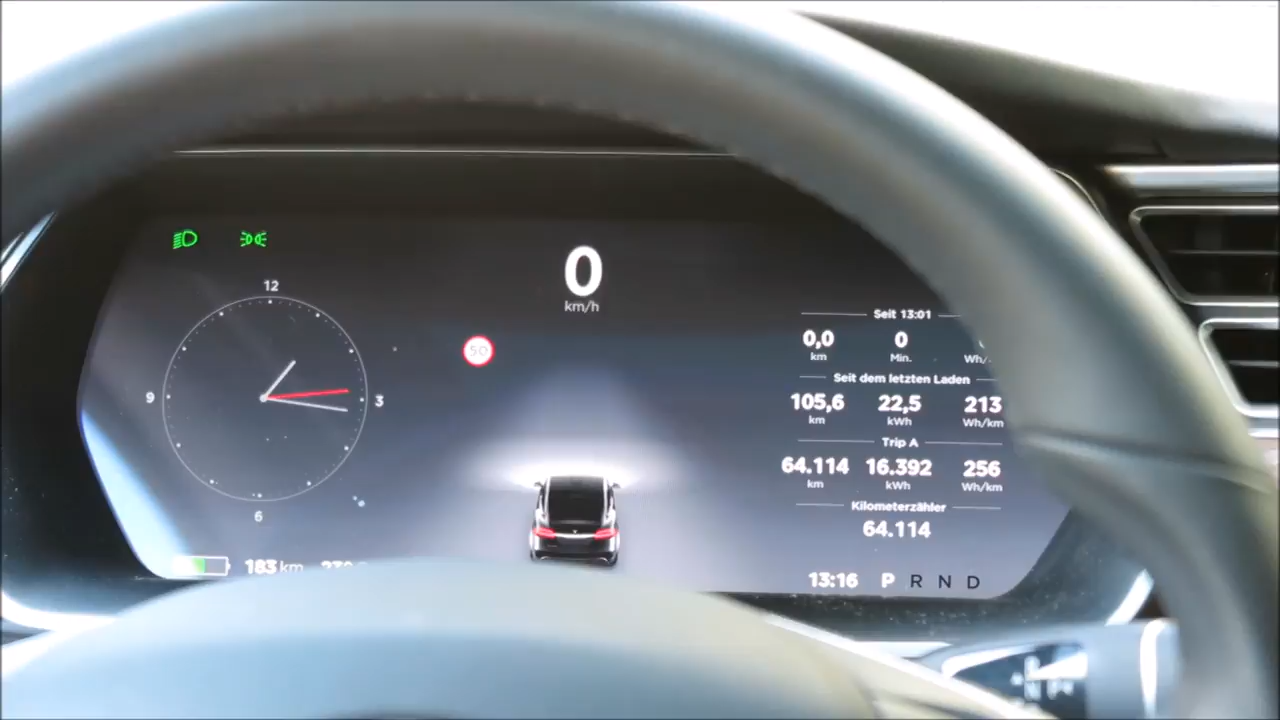 0
km/h
12
9
3
6
50
Seit 13:01
0,0 0
km Min. Wh/
Seit dem letzten Laden
105,6 22,5 213
km kWh Wh/km
Trip A
64.114 16.392 256
km kWh Wh/km
Kilometerzähler
64.114
183 km
13:16 P R N D